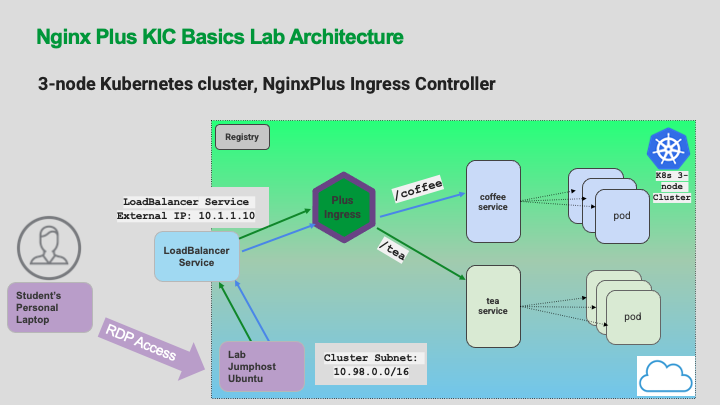 Nginx Plus KIC Basics Lab Architecture
3-node Kubernetes cluster, NginxPlus Ingress Controller
Registry
K8s 3-
node
Cluster
LoadBalancer Service
External IP: 10.1.1.10
Plus
Ingress
/coffee
/tea
coffee
service
pod
LoadBalancer
Service
tea
service
pod
Student's
Personal
Laptop
RDP Access
Lab
Jumphost
Ubuntu
Cluster Subnet:
10.98.0.0/16